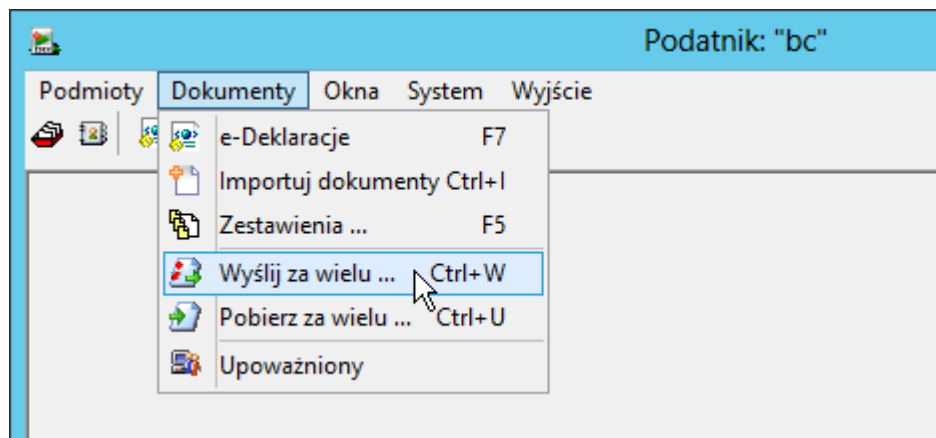 Podatnik: "bc"
Podmioty Dokumenty Okna System Wyjście
e-Deklaracje F7
Importuj dokumenty Ctrl+I
Zestawienia ... F5
Wyślij za wielu ... Ctrl+W
Pobierz za wielu ... Ctrl+U
Upoważniony